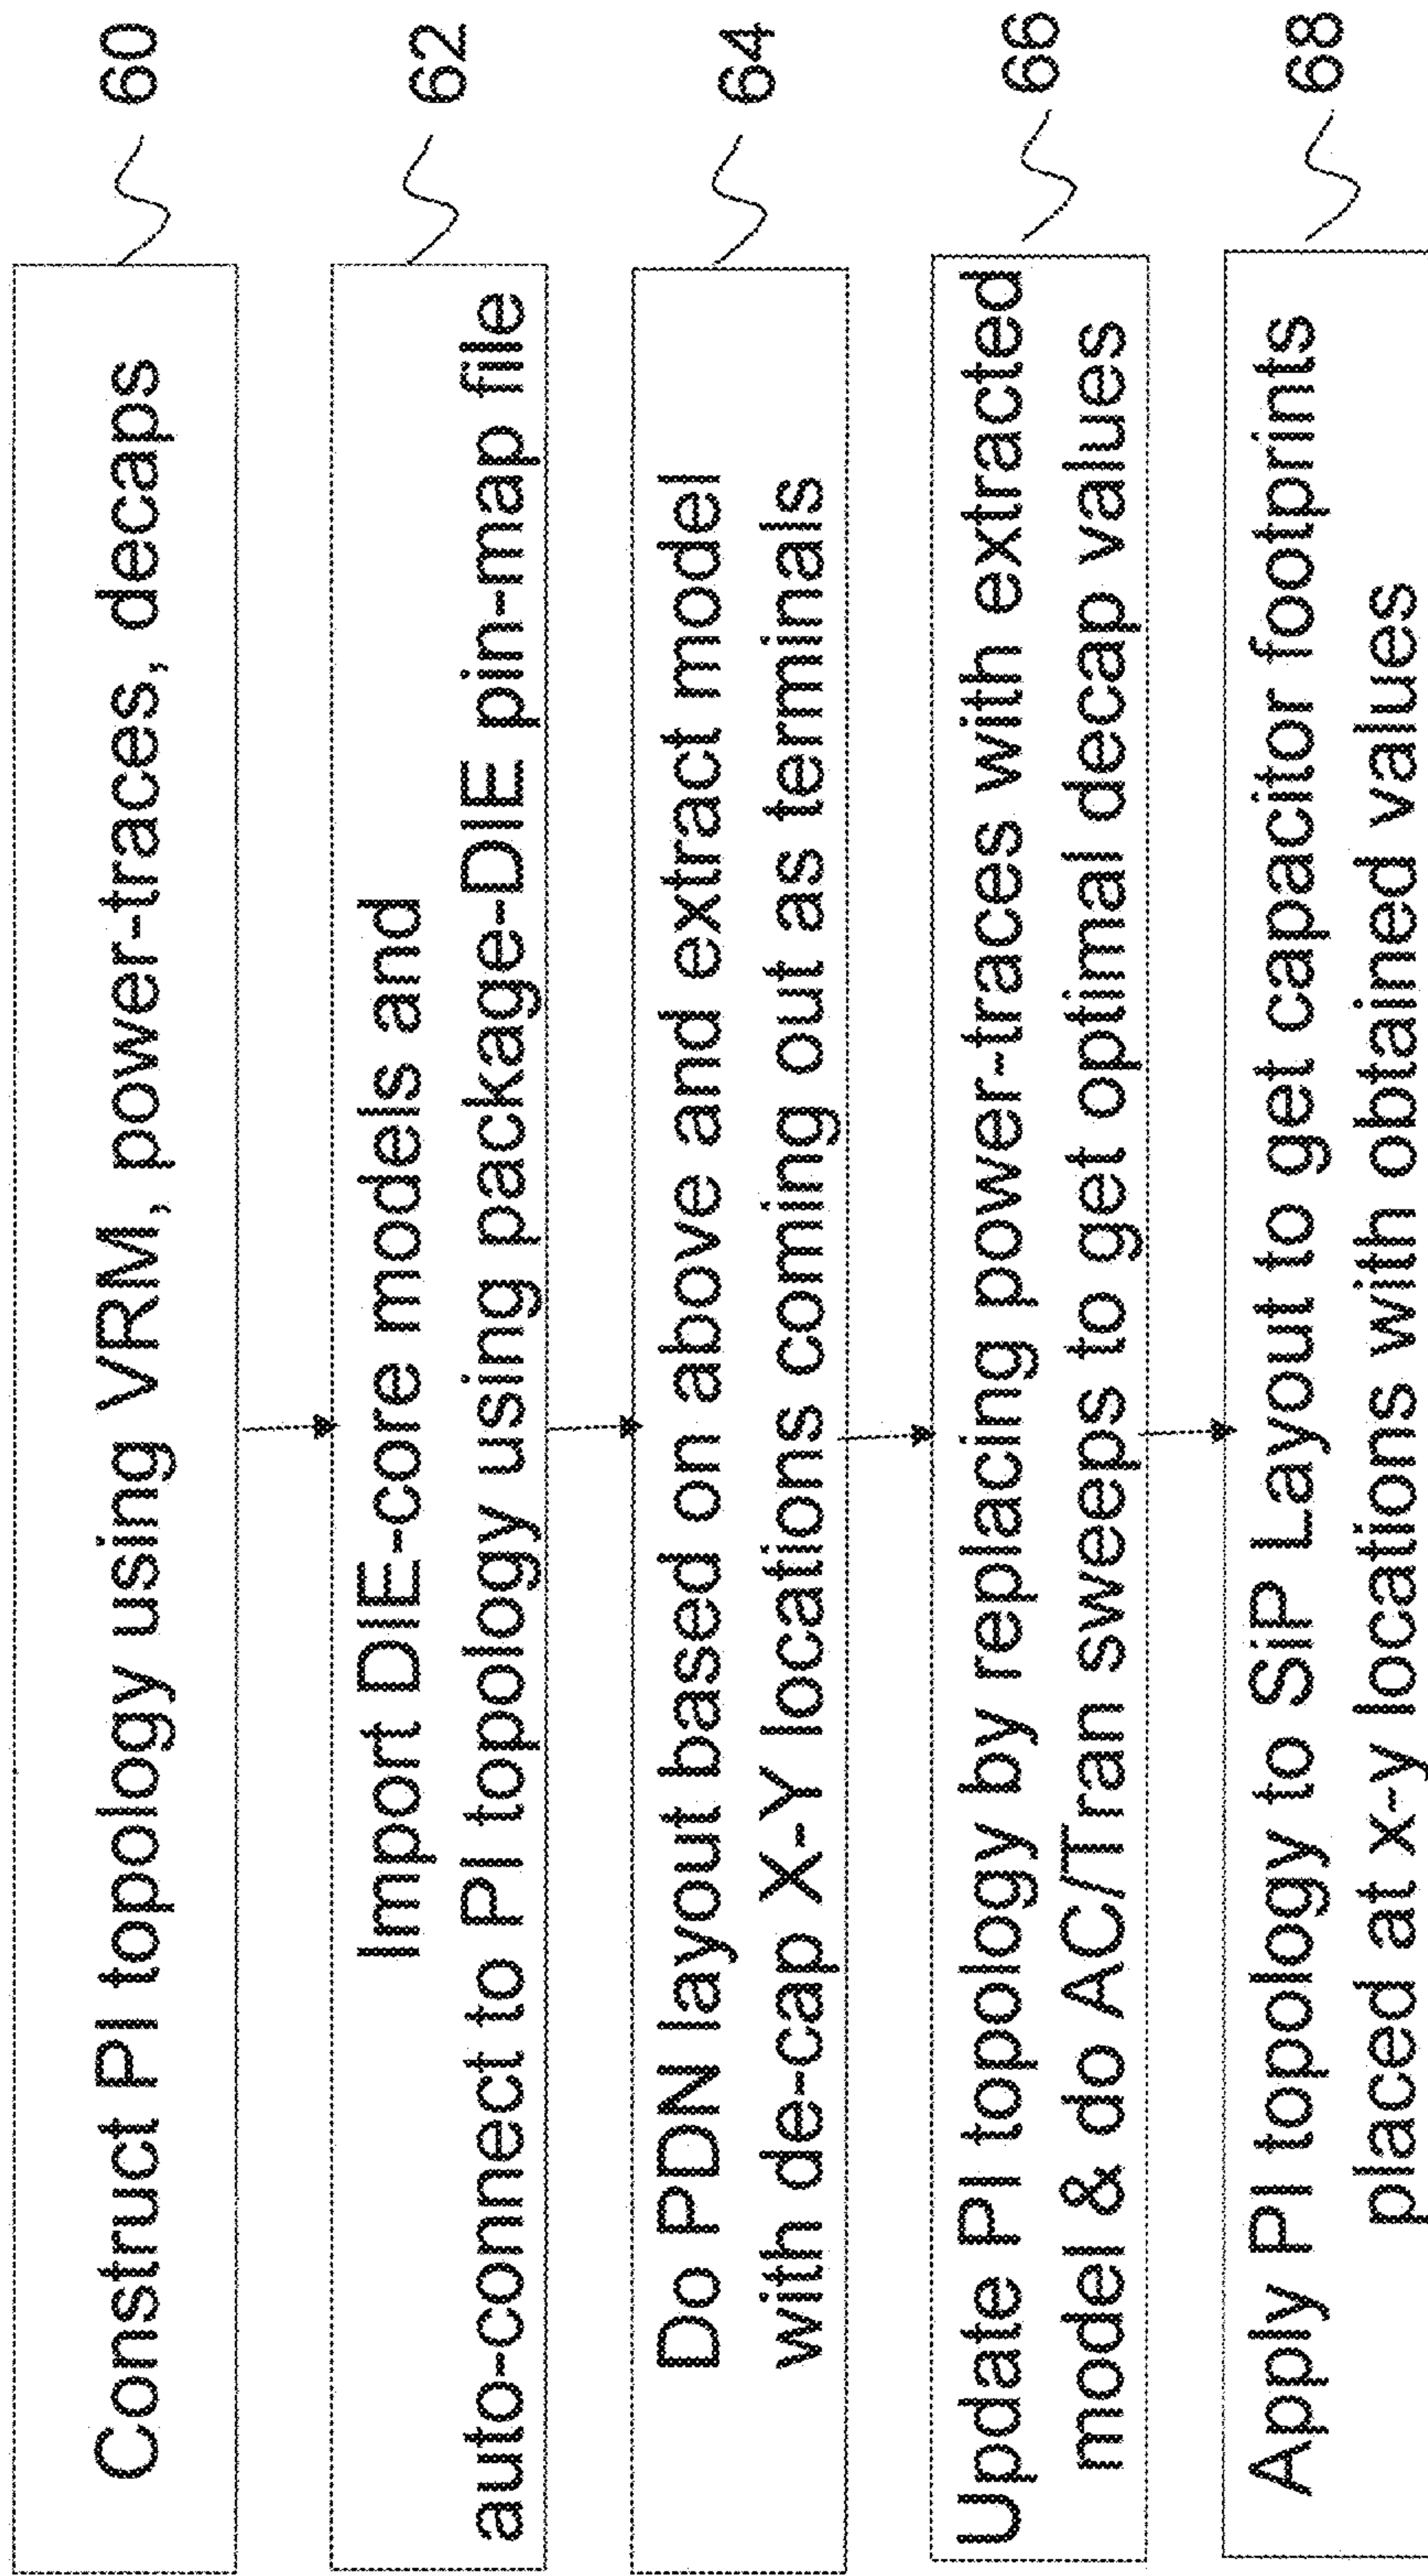 Construct PI topology using VRM, power-traces, decaps
60
Import DIE-core models and
auto-connect to PI topology using package-DIE pin-map file
62
Do PDN layout based on above and extract model
with de-cap X-Y locations coming out as terminals
64
Update PI topology by replacing power-traces with extracted
model & do AC/Tran sweeps to get optimal decap values
66
Apply PI topology to SiP Layout to get capacitor footprints
placed at x-y locations with obtained values
68